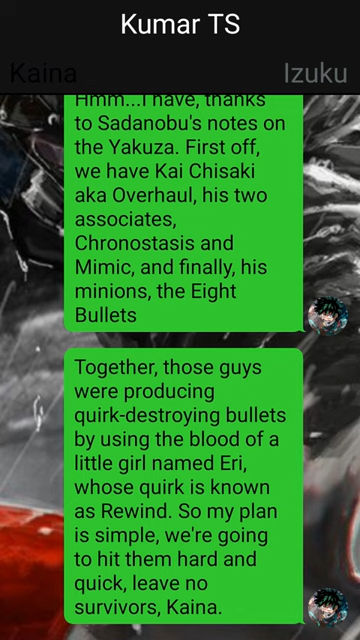 Kumar TS
Kaina
Izuku
Hmm...I have, thanks
to Sadanobu's notes on
the Yakuza. First off,
we have Kai Chisaki
aka Overhaul, his two
associates,
Chronostasis and
Mimic, and finally, his
minions, the Eight
Bullets
Together, those guys
were producing
quirk-destroying bullets
by using the blood of a
little girl named Eri,
whose quirk is known
as Rewind. So my plan
is simple, we're going
to hit them hard and
quick, leave no
survivors, Kaina.